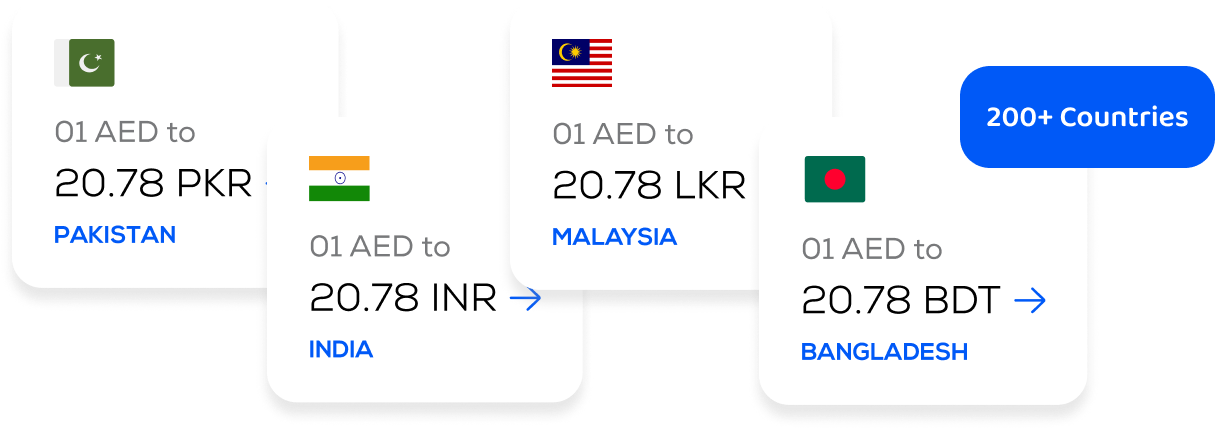 01 AED to
20.78 PKR
PAKISTAN
01 AED to
20.78 INR
INDIA
01 AED to
20.78 LKR
MALAYSIA
01 AED to
20.78 BDT
BANGLADESH
200+ Countries